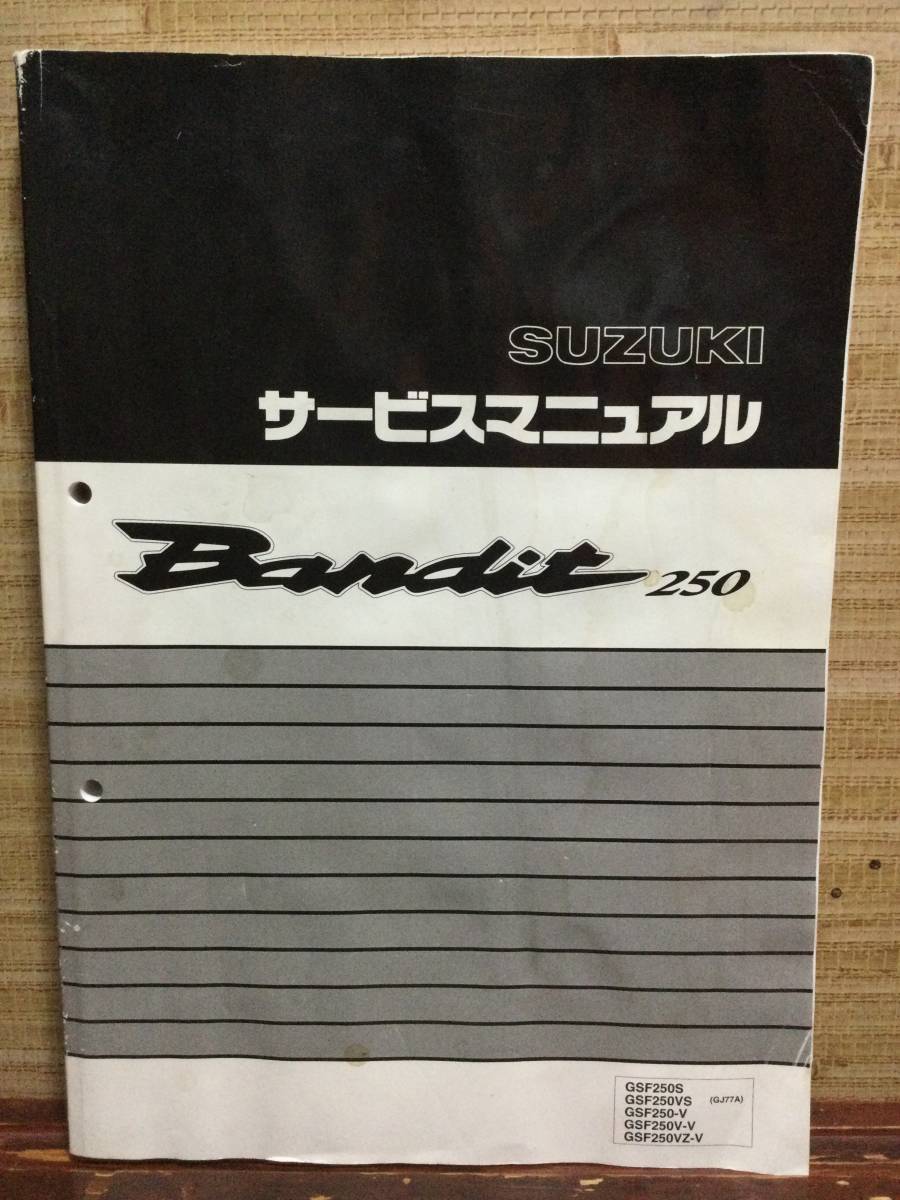 SUZUKI
サービスマニュアル
Bandit 250
GSF250S
GSF250VS (GJ77A)
GSF250-V
GSF250V-V
GSF250VZ-V